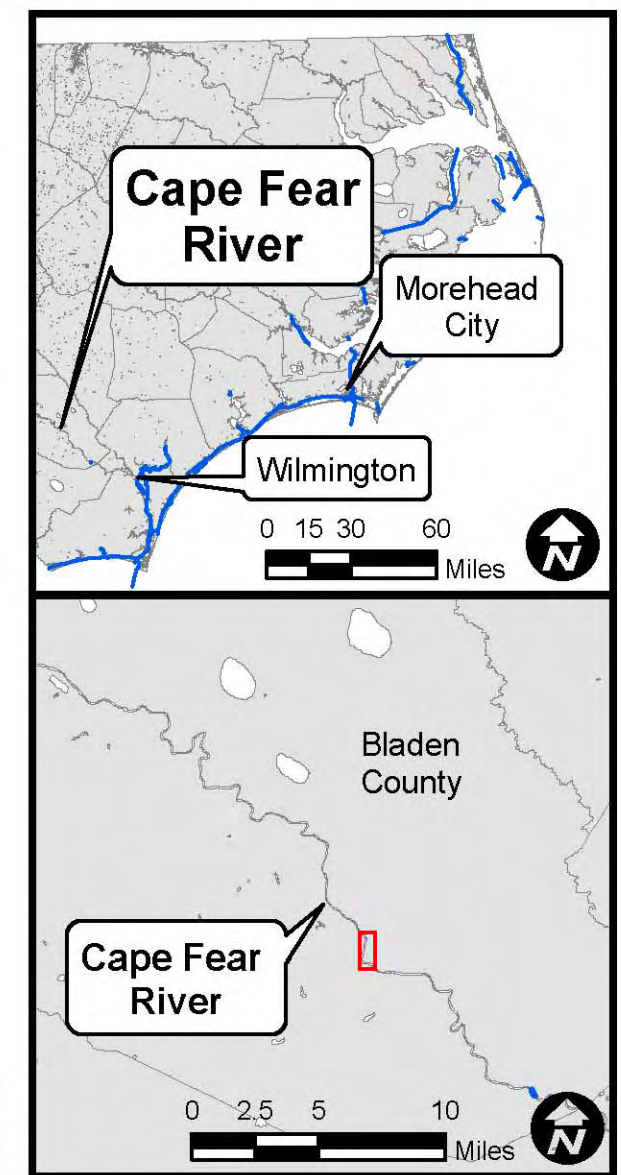 Cape Fear
River
Morehead
City
Wilmington
0 15 30 60
Miles
N
Bladen
County
Cape Fear
River
0 2.5 5 10
Miles
N